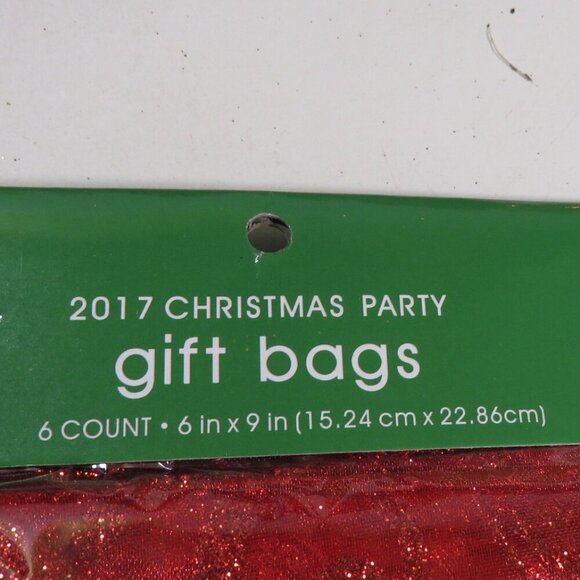 2017 CHRISTMAS PARTY
gift bags
6 COUNT • 6 in x 9 in (15.24 cm x 22.86cm)